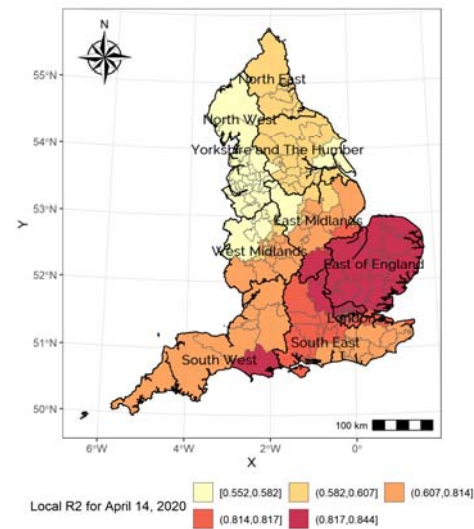 N
55°N
54°N
53°N
52°N
51°N
50°N
Y
North East
North West
Yorkshire and The Humber
East Midlands
West Midlands
East of England
London
South East
South West
100 km
6°W
4°W
2°W
0°
X
Local R2 for April 14, 2020
[0.552,0.582]
(0.582,0.607]
(0.607,0.814]
(0.814,0.817]
(0.817,0.844]